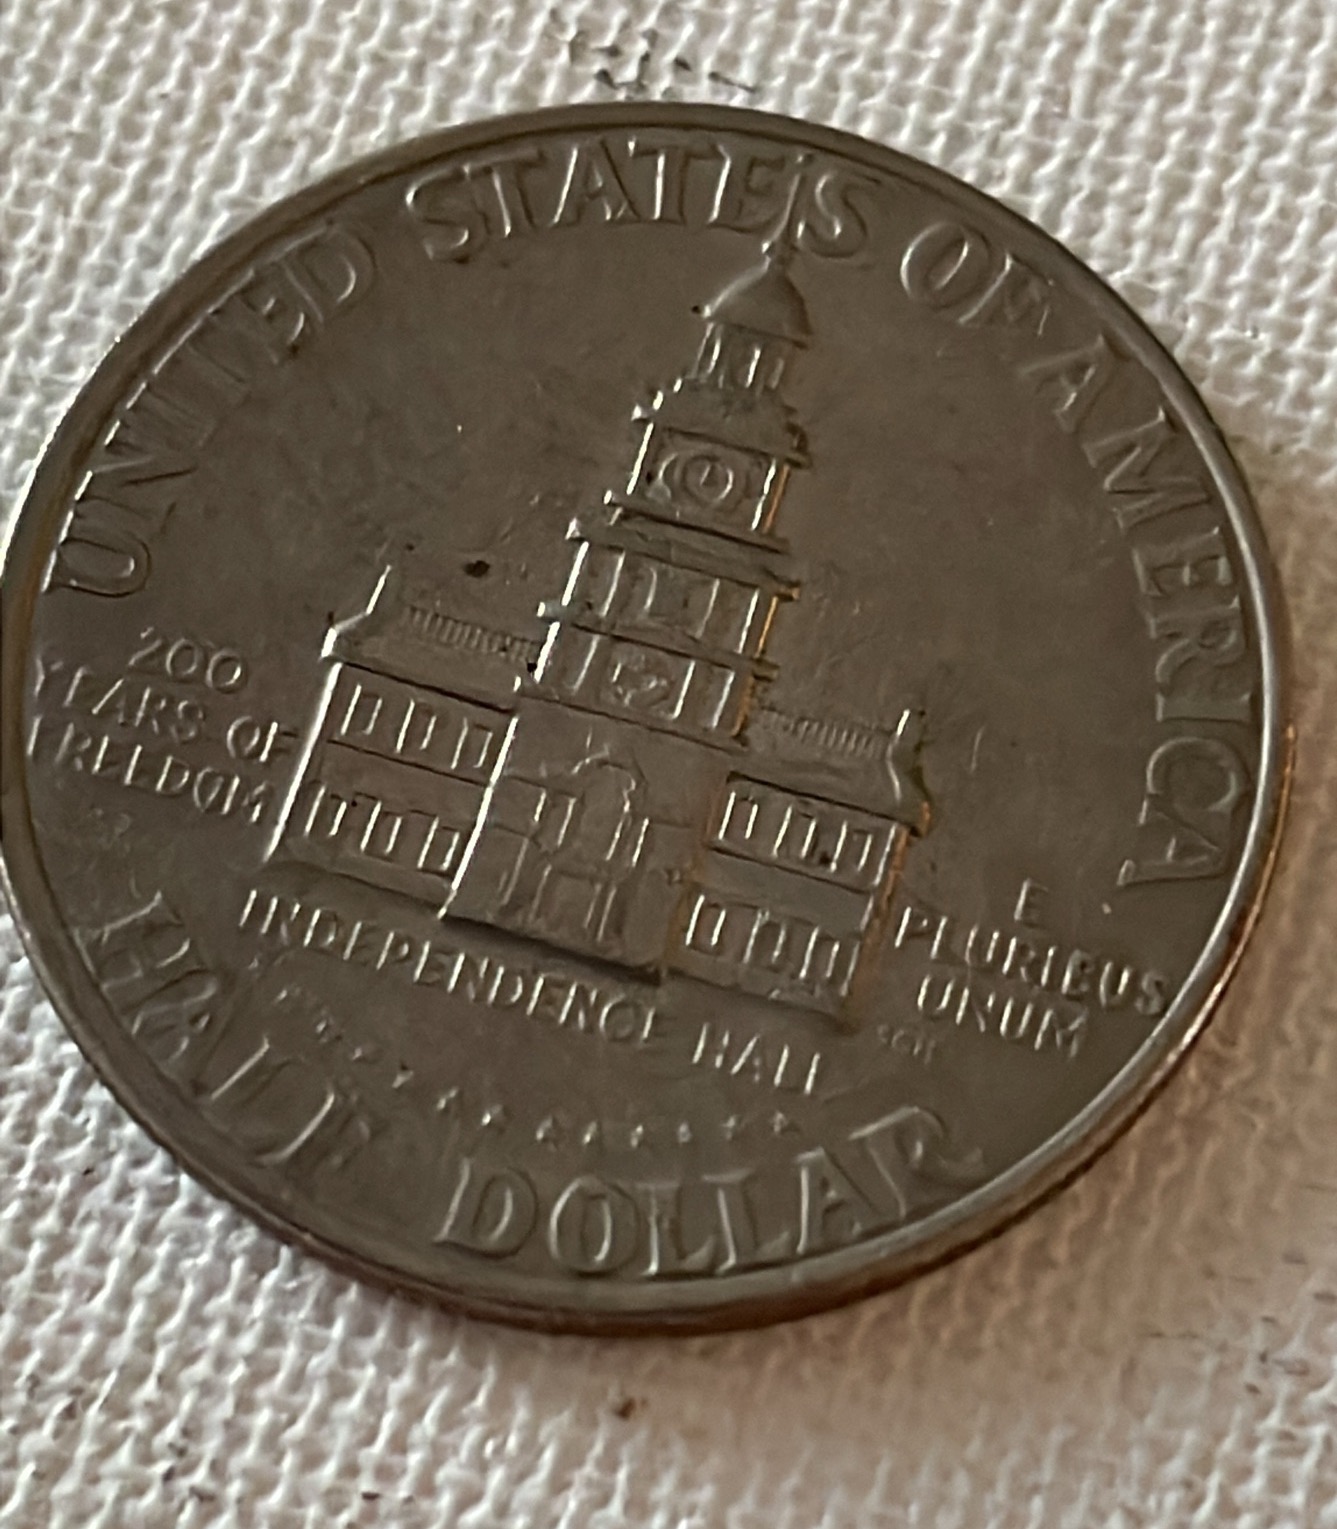 UNITED STATES OF AMERICA
200
YEARS OF
FREEDOM
E
PLURIBUS
UNUM
INDEPENDENCE HALL
HALF DOLLAR